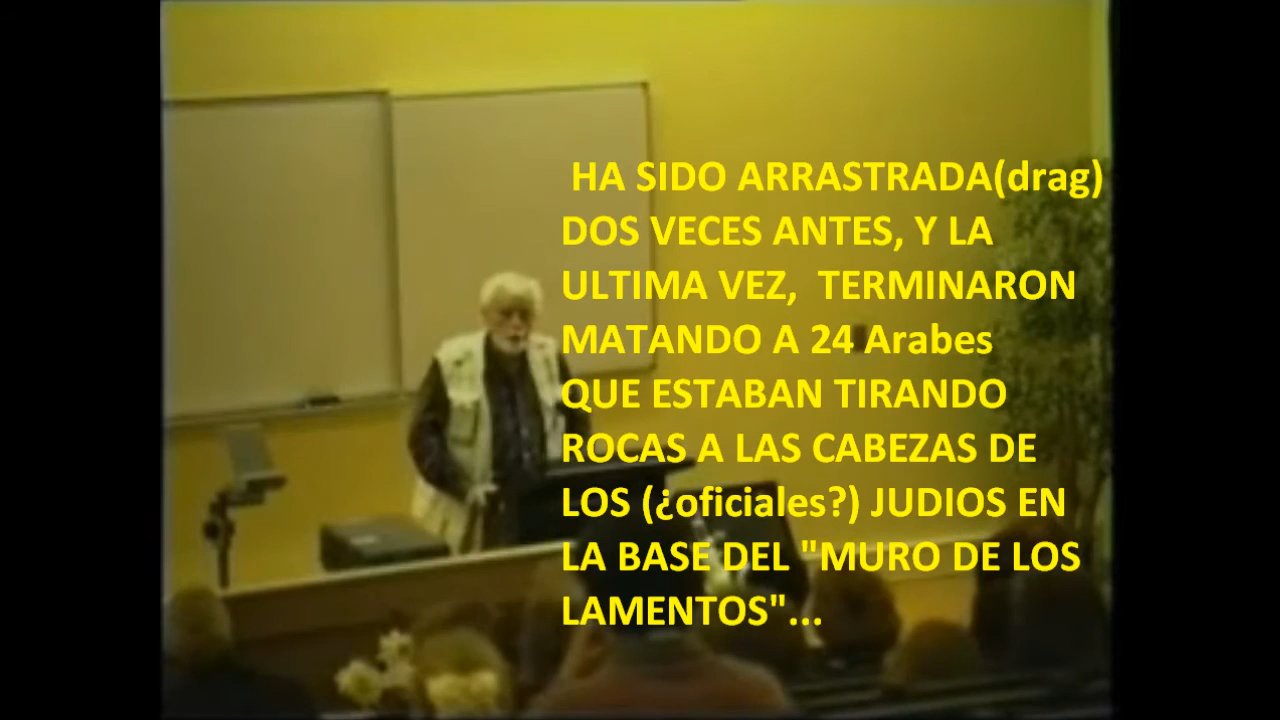 HA SIDO ARRASTRADA(drag)
DOS VECES ANTES, Y LA
ULTIMA VEZ,  TERMINARON
MATANDO A 24 Arabes
QUE ESTABAN TIRANDO
ROCAS A LAS CABEZAS DE
LOS (¿oficiales?) JUDIOS EN
LA BASE DEL "MURO DE LOS
LAMENTOS"...